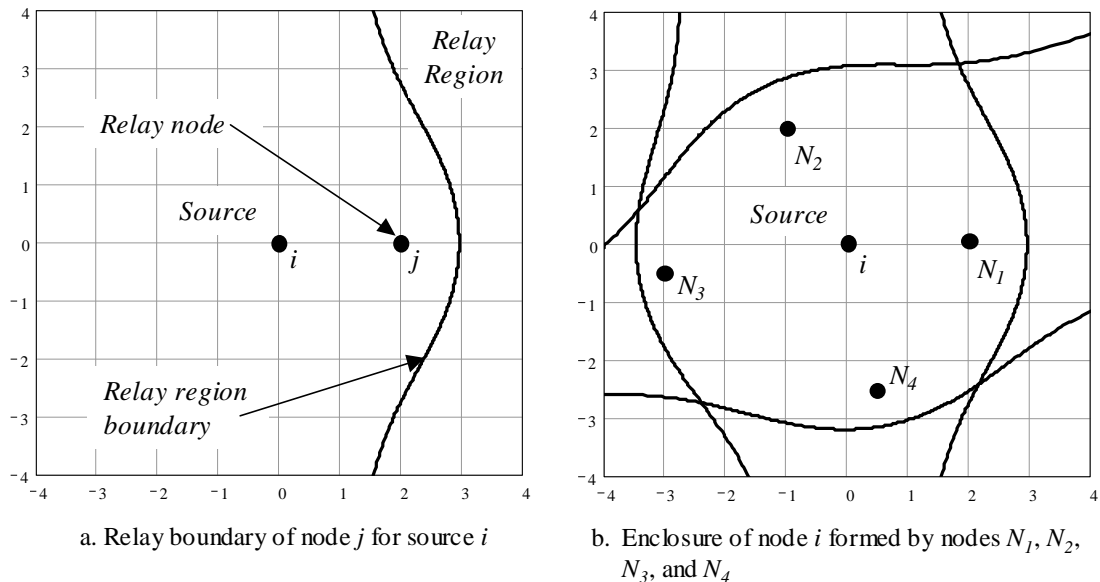 4
3
2
1
0
−1
−2
−3
−4
−4 −3 −2 −1 0 1 2 3 4
Relay
Region
Relay node
Source
i
j
Relay region
boundary
a. Relay boundary of node j for source i
4
3
2
1
0
−1
−2
−3
−4
−4 −3 −2 −1 0 1 2 3 4
N2
Source
i
N1
N3
N4
b. Enclosure of node i formed by nodes N1, N2,
N3, and N4